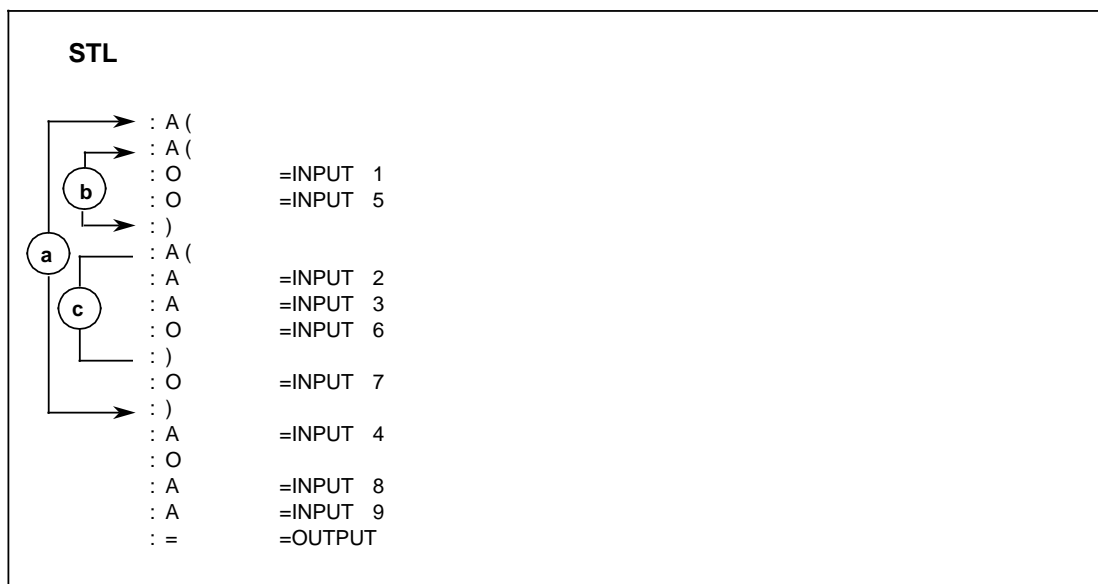 STL
: A (
: A (
: O =INPUT 1
b
: O =INPUT 5
: )
a
: A (
: A =INPUT 2
c
: A =INPUT 3
: O =INPUT 6
: )
: O =INPUT 7
: )
: A =INPUT 4
: O
: A =INPUT 8
: A =INPUT 9
: = =OUTPUT